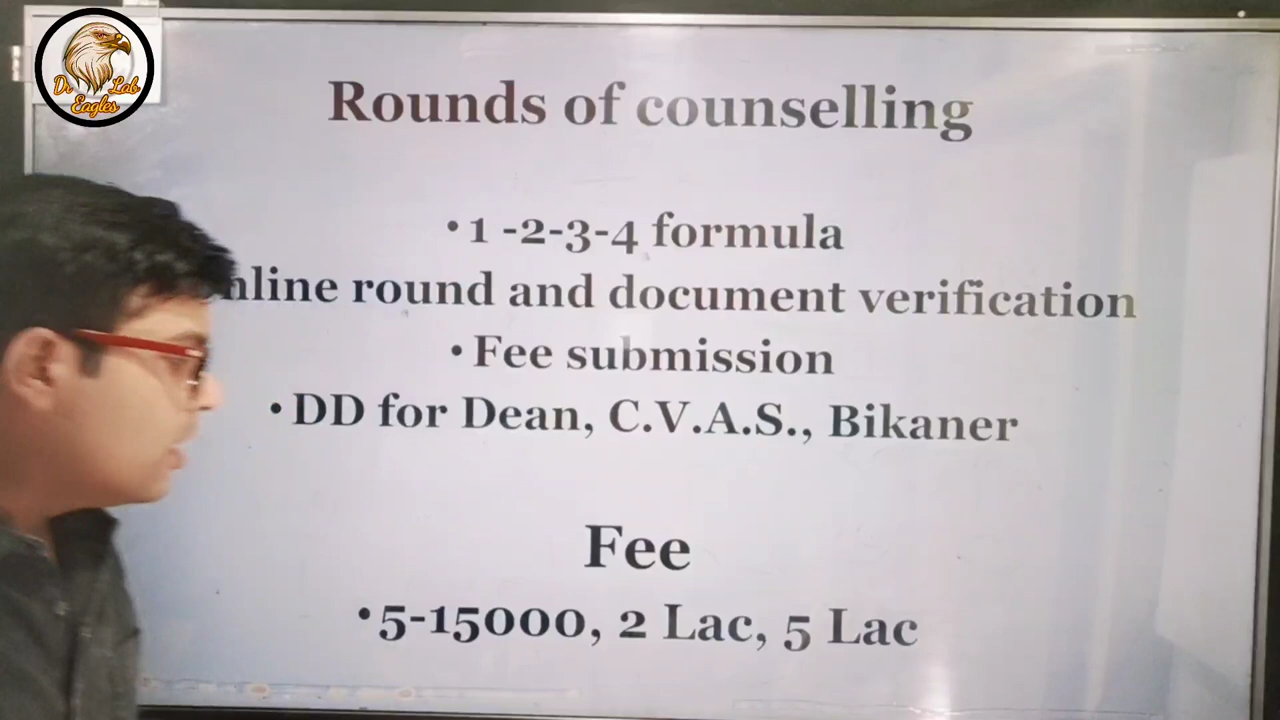 Dr Lab
Eagles
Rounds of counselling
•1 -2-3-4 formula
nline round and document verification
•Fee submission
•DD for Dean, C.V.A.S., Bikaner
Fee
•5-15000, 2 Lac, 5 Lac